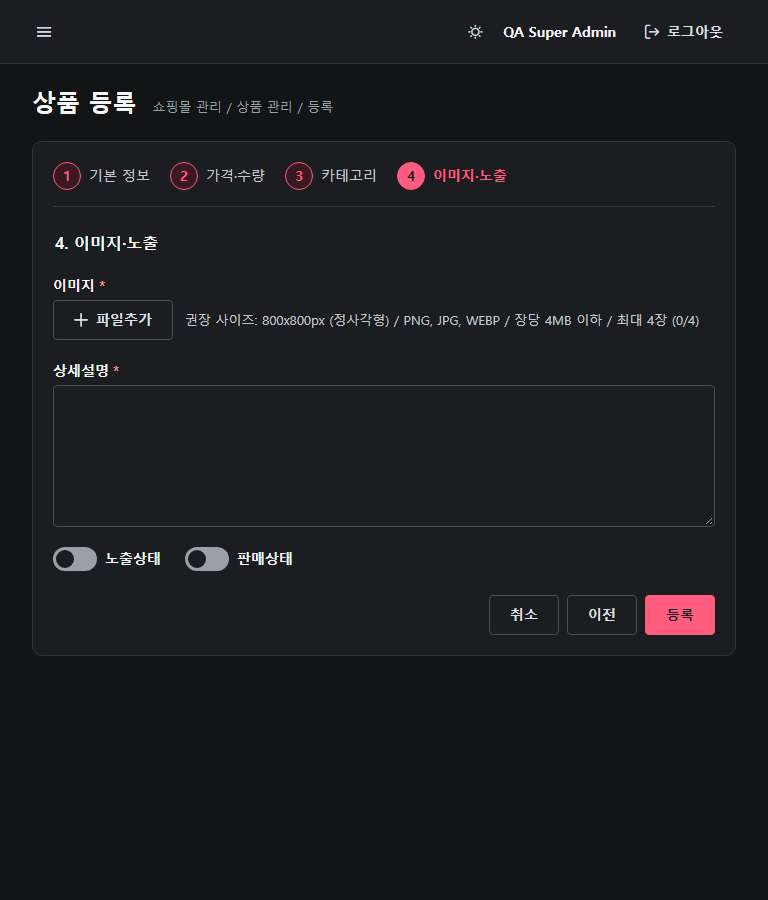 QA Super Admin 로그아웃
상품 등록 쇼핑몰 관리 / 상품 관리 / 등록
1 기본 정보 2 가격·수량 3 카테고리 4 이미지·노출
4. 이미지·노출
이미지 *
파일추가 권장 사이즈: 800x800px (정사각형) / PNG, JPG, WEBP / 장당 4MB 이하 / 최대 4장 (0/4)
상세설명 *
노출상태 판매상태
취소 이전 등록